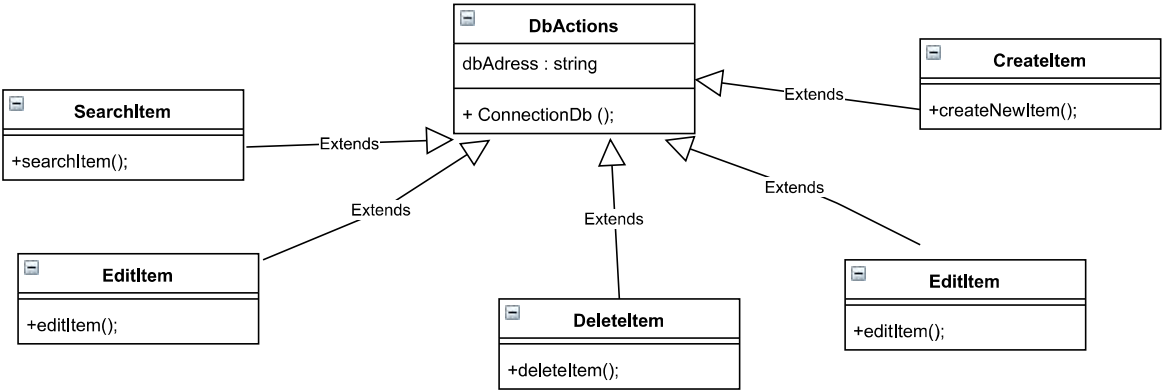 DbActions
dbAdress : string
+ ConnectionDb ();
CreateItem
+createNewItem();
Extends
SearchItem
+searchItem();
Extends
Extends
Extends
Extends
EditItem
+editItem();
DeleteItem
+deleteItem();
EditItem
+editItem();